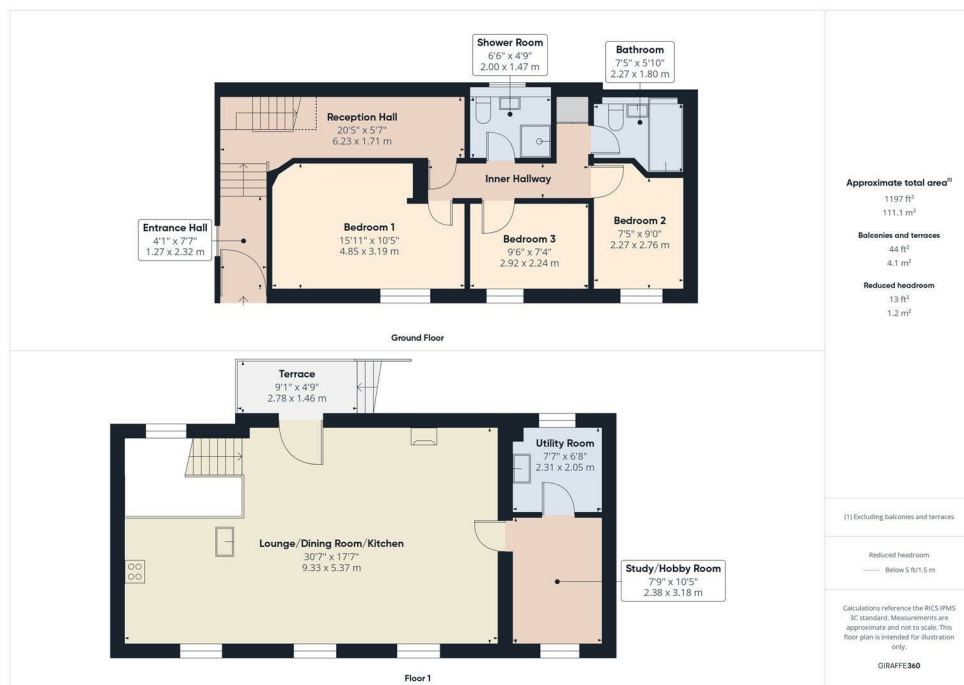 Shower Room
6'6" x 4'9"
2.00 x 1.47 m
Bathroom
7'5" x 5'10"
2.27 x 1.80 m
Reception Hall
20'5" x 5'7"
6.23 x 1.71 m
Inner Hallway
Entrance Hall
4'1" x 7'7"
1.27 x 2.32 m
Bedroom 1
15'11" x 10'5"
4.85 x 3.19 m
Bedroom 3
9'6" x 7'4"
2.92 x 2.24 m
Bedroom 2
7'5" x 9'0"
2.27 x 2.76 m
Ground Floor
Terrace
9'1" x 4'9"
2.78 x 1.46 m
Utility Room
7'7" x 6'8"
2.31 x 2.05 m
Lounge/Dining Room/Kitchen
30'7" x 17'7"
9.33 x 5.37 m
Study/Hobby Room
7'9" x 10'5"
2.38 x 3.18 m
Floor 1
Approximate total area(1)
1197 ft²
111.1 m²
Balconies and terraces
44 ft²
4.1 m²
Reduced headroom
13 ft²
1.2 m²
(1) Excluding balconies and terraces
Reduced headroom
........ Below 5 ft/1.5 m
Calculations reference the RICS IPMS
3C standard. Measurements are
approximate and not to scale. This
floor plan is intended for illustration
only.
GIRAFFE360